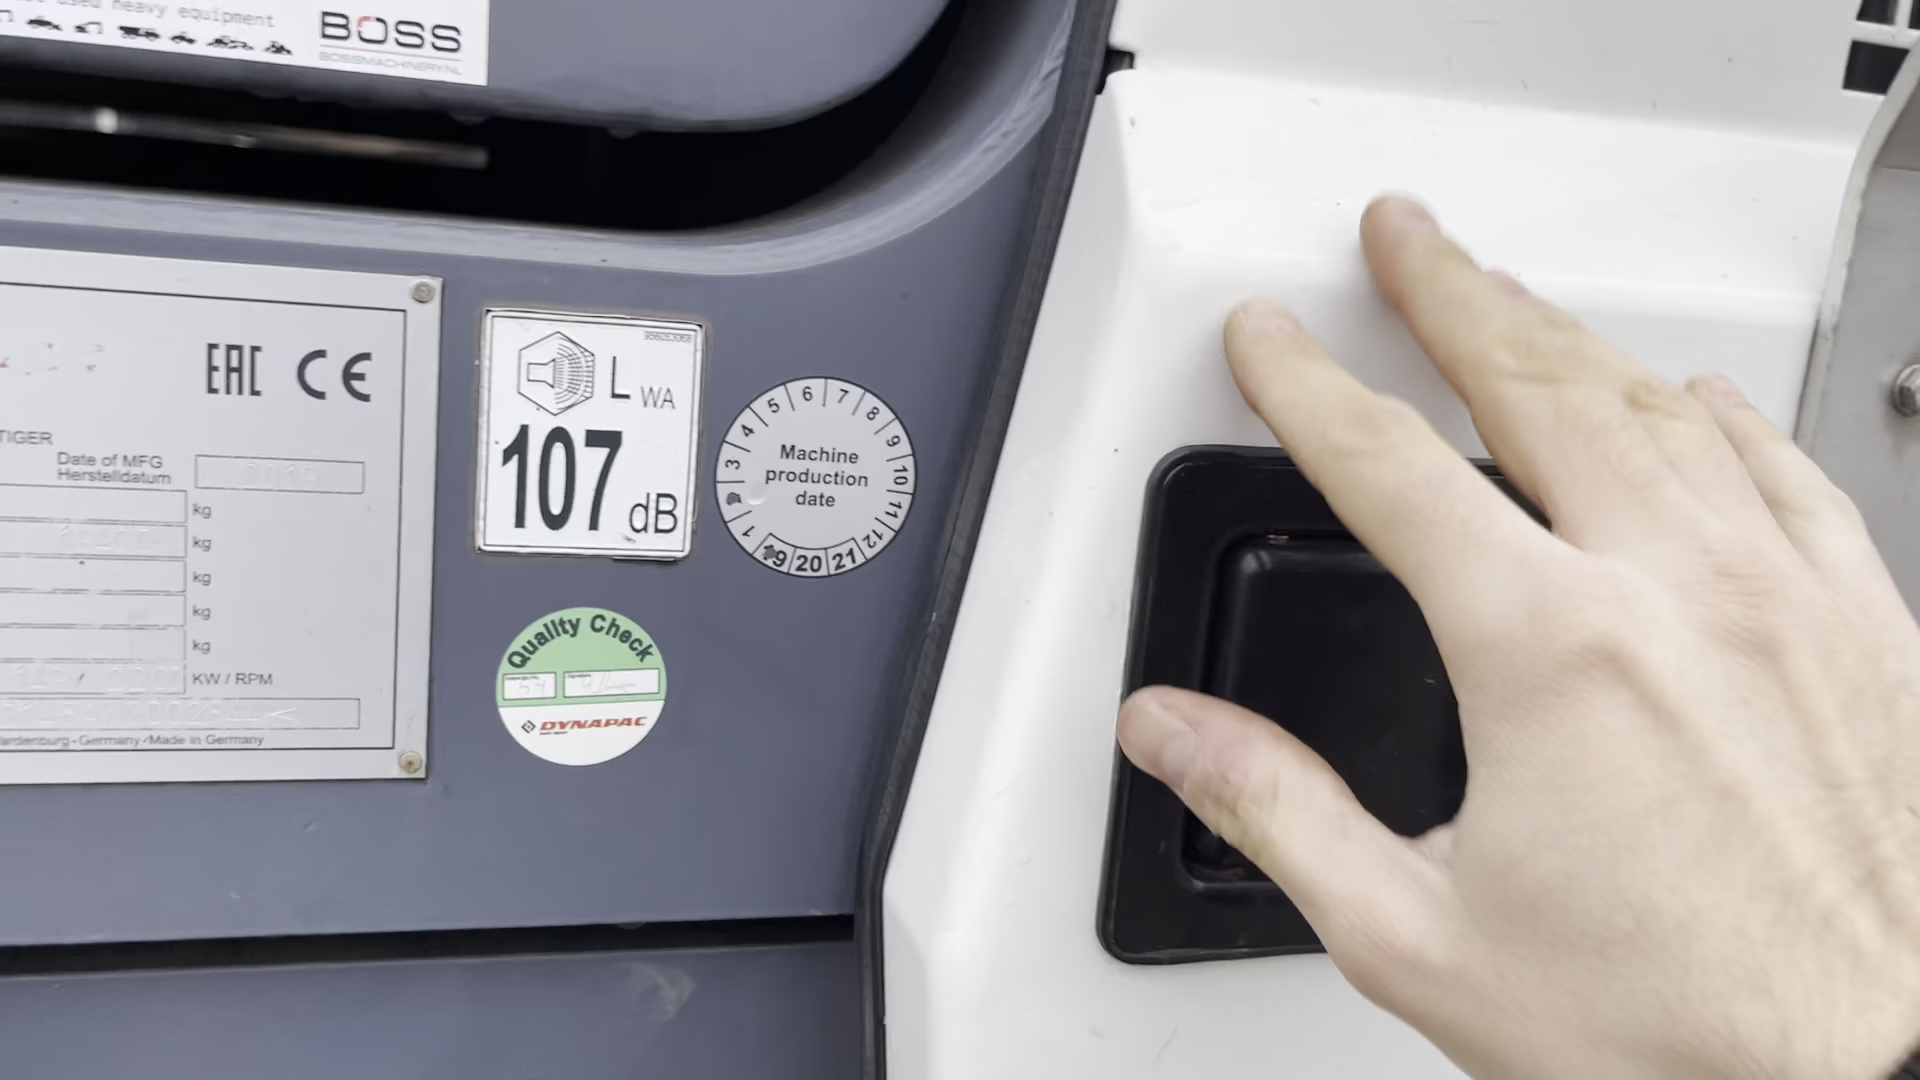 used heavy equipment
BOSS
BOSSMACHINERY.NL
EAC CE
TIGER
Date of MFG
Herstelldatum
kg
kg
kg
kg
kg
KW / RPM
Germany / Made in Germany
956053068
L WA
107 dB
1 2 3 4 5 6 7 8 9 10 11 12
Machine
production
date
19 20 21
Quality Check
54
DYNAPAC